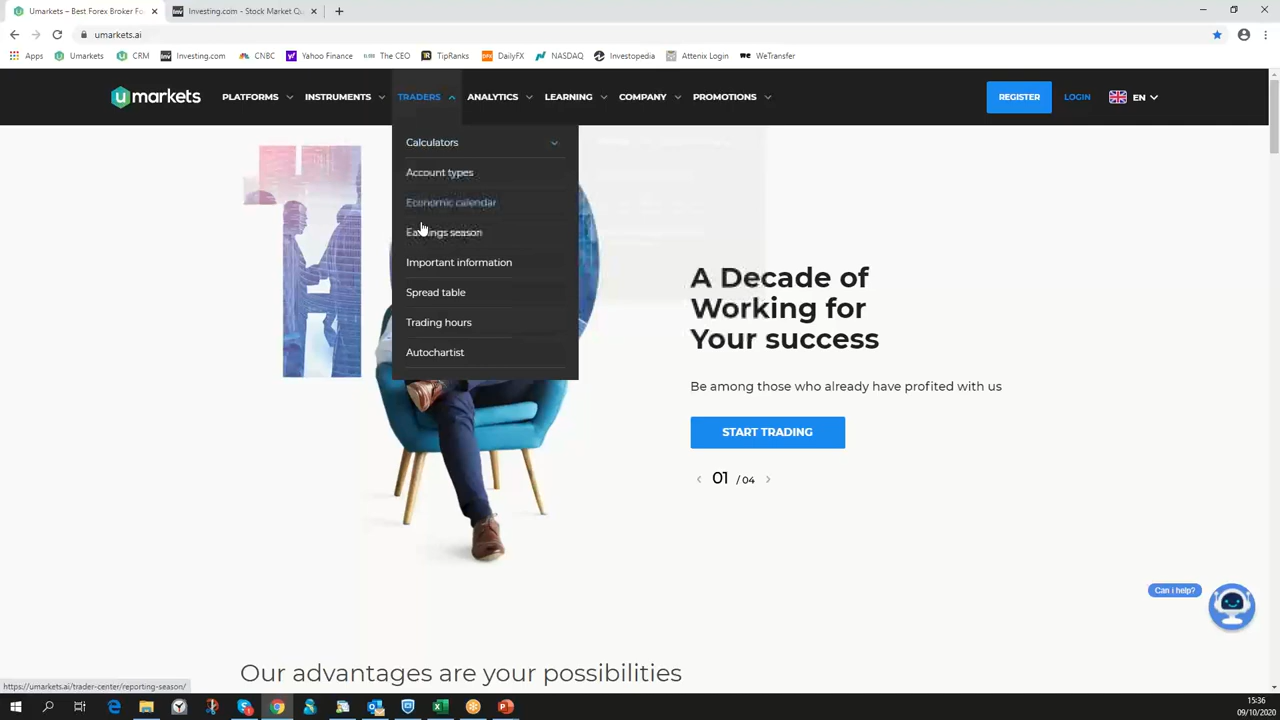 Umarkets – Best Forex Broker Fo
Investing.com - Stock Market Qu
umarkets.ai
Apps
Umarkets
CRM
Investing.com
CNBC
Yahoo Finance
The CEO
TipRanks
DailyFX
NASDAQ
Investopedia
Attenix Login
WeTransfer
umarkets
PLATFORMS
INSTRUMENTS
TRADERS
ANALYTICS
LEARNING
COMPANY
PROMOTIONS
REGISTER
LOGIN
EN
Calculators
Account types
Economic calendar
Earnings season
Important information
Spread table
Trading hours
Autochartist
A Decade of
Working for
Your success
Be among those who already have profited with us
START TRADING
01 / 04
Can i help?
Our advantages are your possibilities
https://umarkets.ai/trader-center/reporting-season/
15:36
09/10/2020